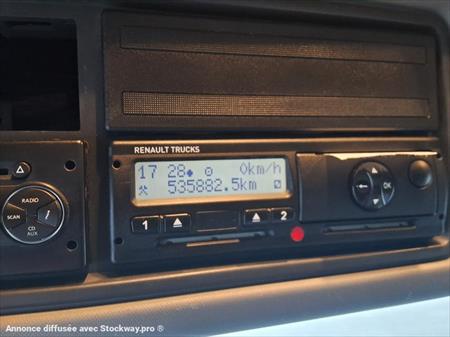 RENAULT TRUCKS
17 28 0km/h
535882.5km
1 2
OK
RADIO
SCAN
CD
AUX
Annonce diffusée avec Stockway.pro ®